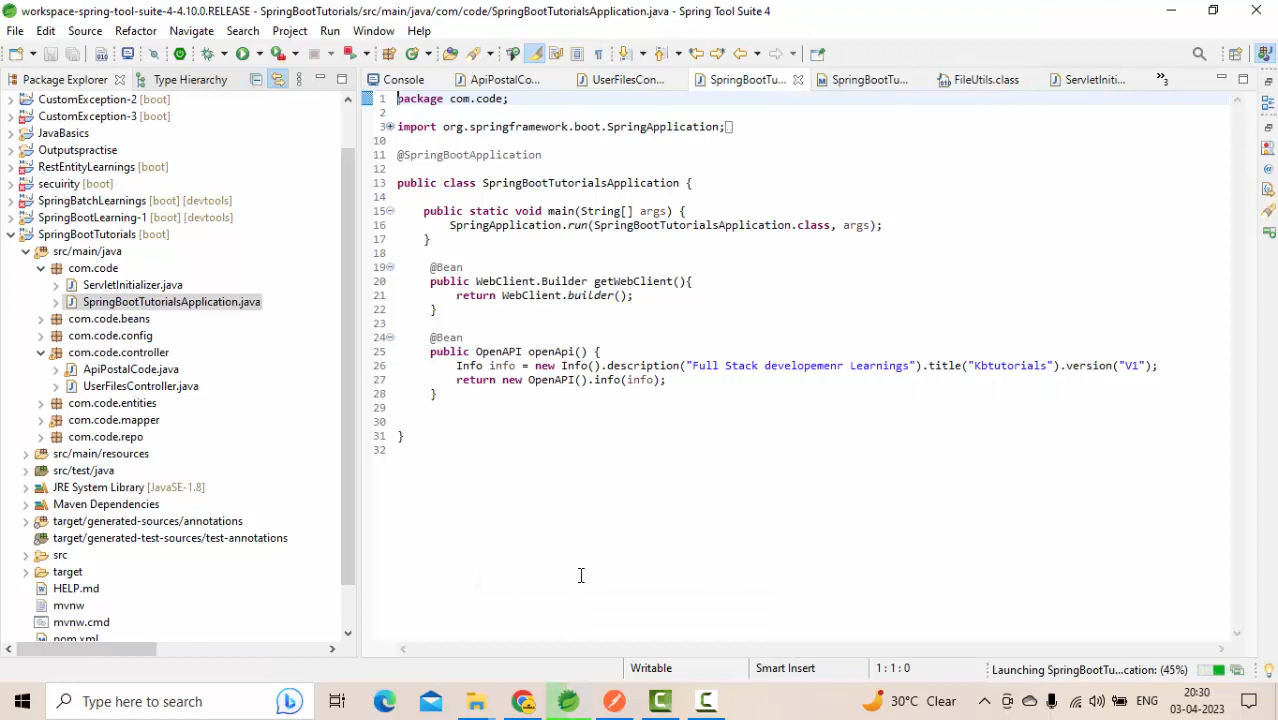 workspace-spring-tool-suite-4-4.10.0.RELEASE - SpringBootTutorials/src/main/java/com/code/SpringBootTutorialsApplication.java - Spring Tool Suite 4
File Edit Source Refactor Navigate Search Project Run Window Help
Package Explorer Type Hierarchy
Console ApiPostalCo... UserFilesCon... SpringBootTu... SpringBootTu... FileUtils.class ServletIniti...
CustomException-2 [boot]
CustomException-3 [boot]
JavaBasics
Outputspractise
RestEntityLearnings [boot]
secuirity [boot]
SpringBatchLearnings [boot] [devtools]
SpringBootLearning-1 [boot] [devtools]
SpringBootTutorials [boot]
src/main/java
com.code
ServletInitializer.java
SpringBootTutorialsApplication.java
com.code.beans
com.code.config
com.code.controller
ApiPostalCode.java
UserFilesController.java
com.code.entities
com.code.mapper
com.code.repo
src/main/resources
src/test/java
JRE System Library [JavaSE-1.8]
Maven Dependencies
target/generated-sources/annotations
target/generated-test-sources/test-annotations
src
target
HELP.md
mvnw
mvnw.cmd
pom.xml
1 package com.code;
2
3 import org.springframework.boot.SpringApplication;
10
11 @SpringBootApplication
12
13 public class SpringBootTutorialsApplication {
14
15 public static void main(String[] args) {
16 SpringApplication.run(SpringBootTutorialsApplication.class, args);
17 }
18
19 @Bean
20 public WebClient.Builder getWebClient(){
21 return WebClient.builder();
22 }
23
24 @Bean
25 public OpenAPI openApi() {
26 Info info = new Info().description("Full Stack developemenr Learnings").title("Kbtutorials").version("V1");
27 return new OpenAPI().info(info);
28 }
29
30
31 }
32
Writable Smart Insert 1 : 1 : 0 Launching SpringBootTu...cation: (45%)
Type here to search
30°C Clear
ENG
20:30
03-04-2023